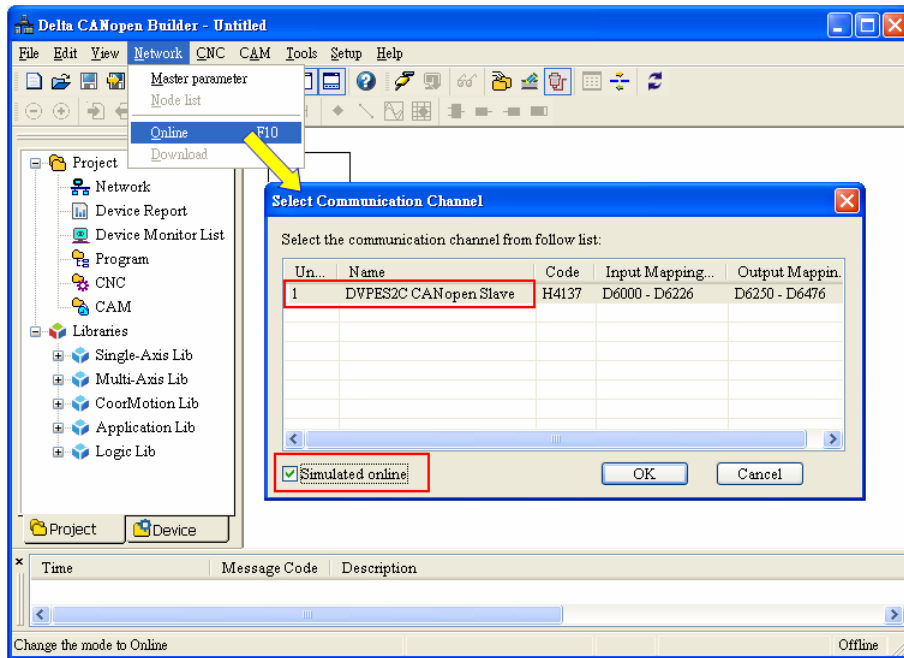 Delta CANopen Builder - Untitled
File Edit View Network CNC CAM Tools Setup Help
Master parameter
Node list
Online F10
Download
Project
Network
Device Report
Device Monitor List
Program
CNC
CAM
Libraries
Single-Axis Lib
Multi-Axis Lib
CoorMotion Lib
Application Lib
Logic Lib
Project Device
Select Communication Channel
Select the communication channel from follow list:
Un... Name Code Input Mapping... Output Mappin.
1 DVPES2C CANopen Slave H4137 D6000 - D6226 D6250 - D6476
Simulated online OK Cancel
Time Message Code Description
Change the mode to Online Offline